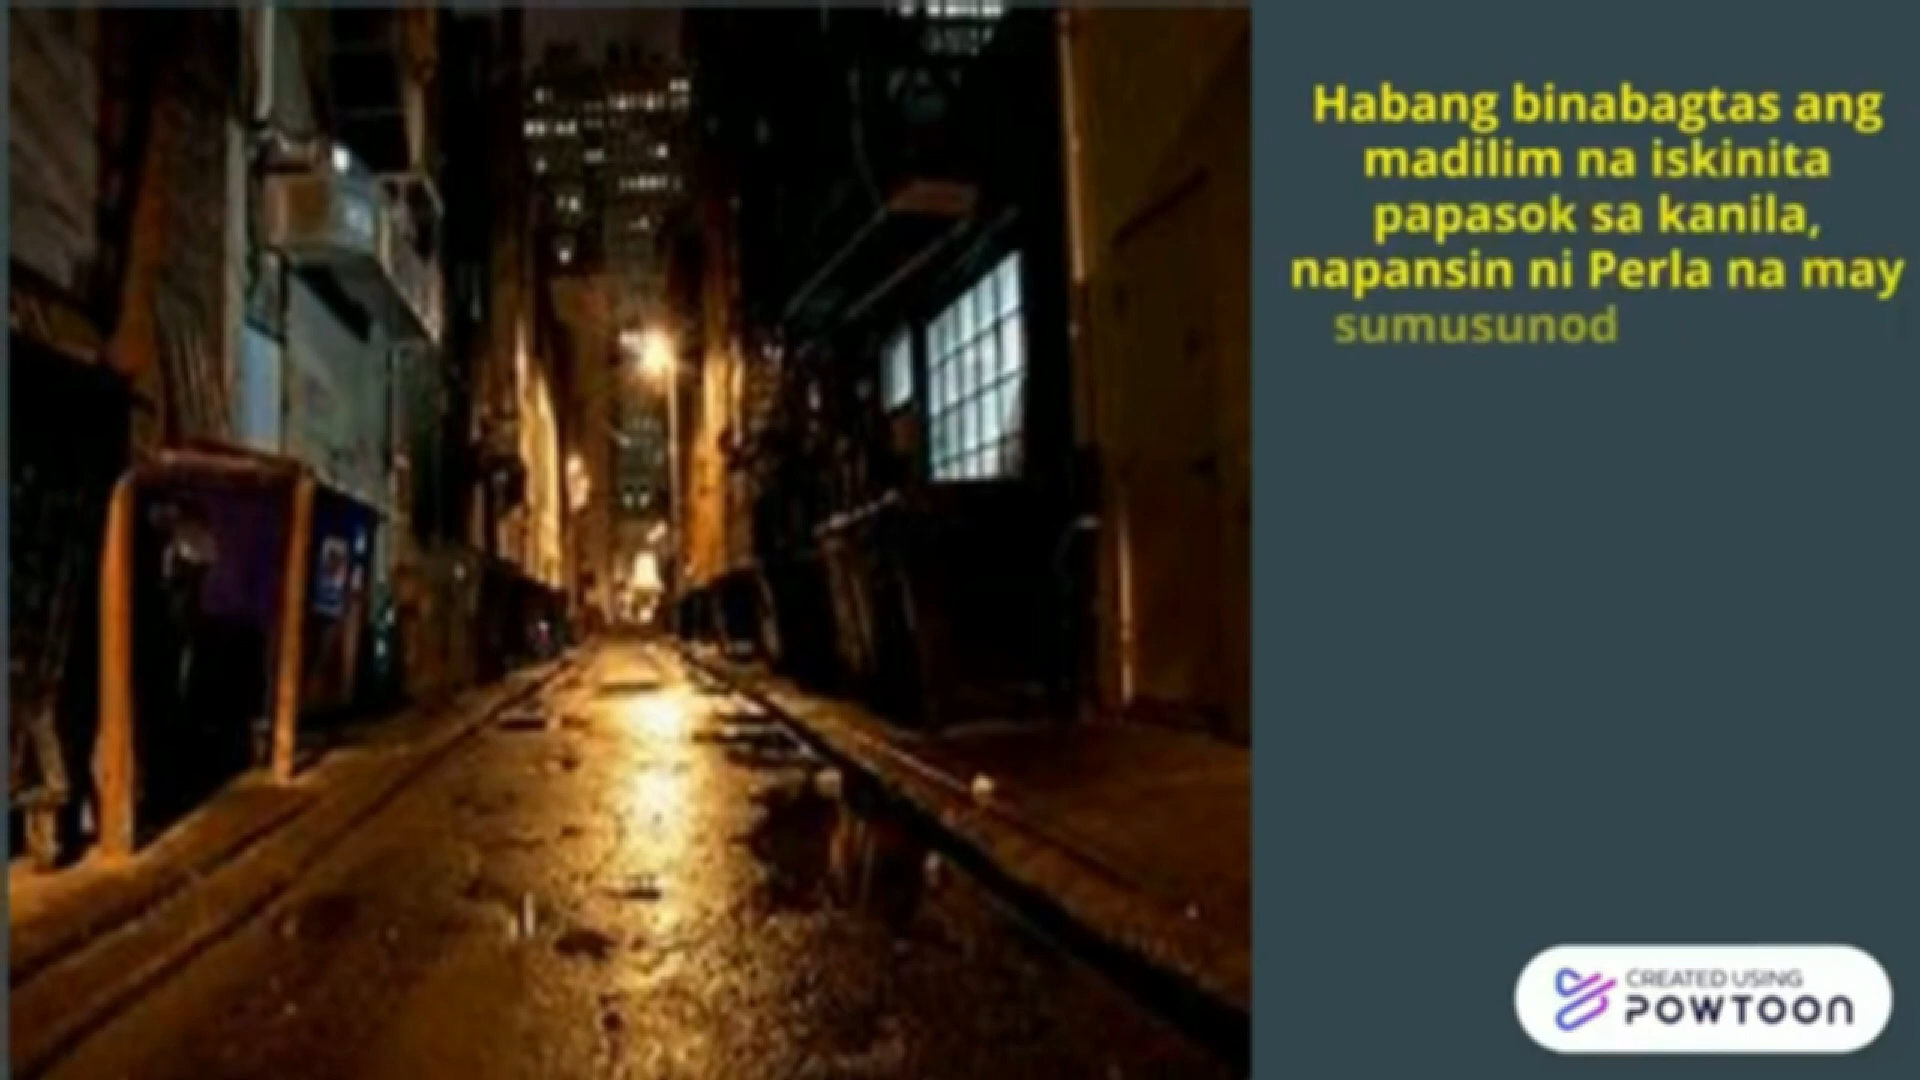 Habang binabagtas ang
madilim na iskinita
papasok sa kanila,
napansin ni Perla na may
sumusunod
CREATED USING
POWTOON